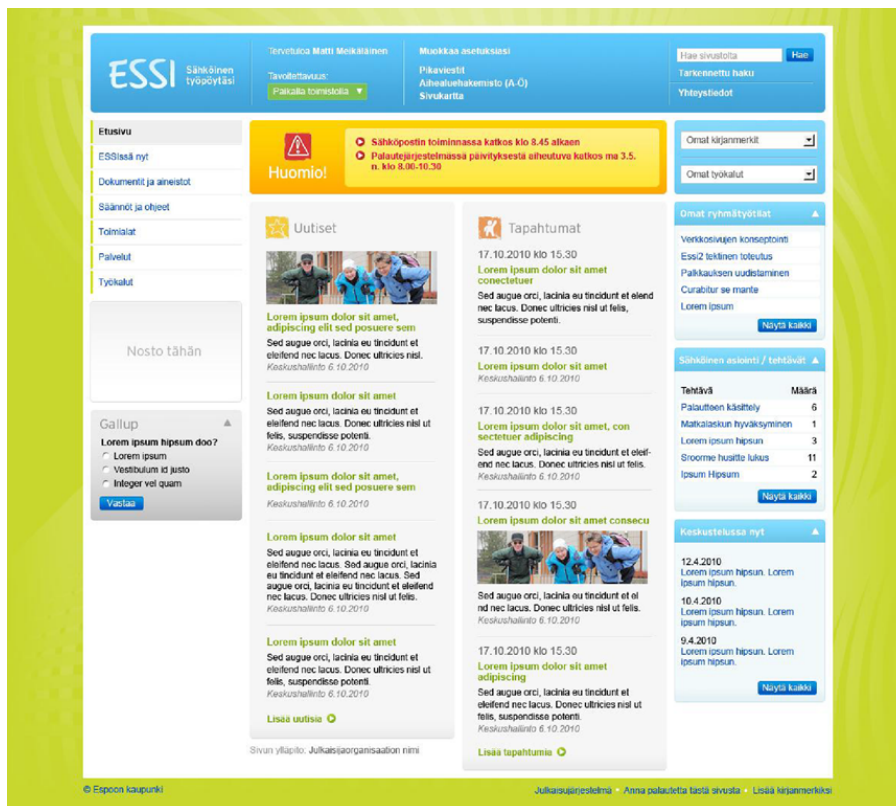 ESSI
Sähköinen
työpöytäsi
Tervetuloa Matti Meikäläinen
Tavoitettavuus:
Paikalla toimistolla
Muokkaa asetuksiasi
Pikaviestit
Aihealuehakemisto (A-Ö)
Sivukartta
Hae sivustolta
Hae
Tarkennettu haku
Yhteystiedot
Etusivu
ESSIssä nyt
Dokumentit ja aineistot
Säännöt ja ohjeet
Toimialat
Palvelut
Työkalut
Nosto tähän
Gallup
Lorem ipsum hipsum doo?
Lorem ipsum
Vestibulum id justo
Integer vel quam
Vastaa
Huomio!
Sähköpostin toiminnassa katkos klo 8.45 alkaen
Palautejärjestelmässä päivityksestä aiheutuva katkos ma 3.5.
n. klo 8.00-10.30
Uutiset
Lorem ipsum dolor sit amet,
adipiscing elit sed posuere sem
Sed augue orci, lacinia eu tincidunt et
eleifend nec lacus. Donec ultricies nisl.
Keskushallinto 6.10.2010
Lorem ipsum dolor sit amet
Sed augue orci, lacinia eu tincidunt et
eleifend nec lacus. Donec ultricies nisl ut
felis, suspendisse potenti.
Keskushallinto 6.10.2010
Lorem ipsum dolor sit amet,
adipiscing elit sed posuere sem
Keskushallinto 6.10.2010
Lorem ipsum dolor sit amet
Sed augue orci, lacinia eu tincidunt et
eleifend nec lacus. Sed augue orci, lacinia
eu tincidunt et eleifend nec lacus. Sed
augue orci, lacinia eu tincidunt et eleifend
nec lacus. Donec ultricies nisl ut felis.
Keskushallinto 6.10.2010
Lorem ipsum dolor sit amet
Sed augue orci, lacinia eu tincidunt et
eleifend nec lacus. Donec ultricies nisl ut
felis, suspendisse potenti.
Keskushallinto 6.10.2010
Lisää uutisia
Sivun ylläpito: Julkaisijaorganisaation nimi
Tapahtumat
17.10.2010 klo 15.30
Lorem ipsum dolor sit amet
conectetuer
Sed augue orci, lacinia eu tincidunt et elend
nec lacus. Donec ultricies nisl ut felis,
suspendisse potenti.
17.10.2010 klo 15.30
Lorem ipsum dolor sit amet
Keskushallinto 6.10.2010
17.10.2010 klo 15.30
Lorem ipsum dolor sit amet, con
sectetuer adipiscing
Sed augue orci, lacinia eu tincidunt et eleif-
end nec lacus. Donec ultricies nisl ut felis.
Keskushallinto 6.10.2010
17.10.2010 klo 15.30
Lorem ipsum dolor sit amet consecu
Sed augue orci, lacinia eu tincidunt et el
nd nec lacus. Donec ultricies nisl ut felis.
Keskushallinto 6.10.2010
17.10.2010 klo 15.30
Lorem ipsum dolor sit amet
adipiscing
Sed augue orci, lacinia eu tincidunt et
eleifend nec lacus. Donec ultricies nisl ut
felis, suspendisse potenti.
Keskushallinto 6.10.2010
Lisää tapahtumia
Omat kirjanmerkit
Omat työkalut
Omat ryhmätyötilat
Verkkosivujen konseptointi
Essi2 tekninen toteutus
Palkkauksen uudistaminen
Curabitur se mante
Lorem ipsum
Näytä kaikki
Sähköinen asiointi / tehtävät
Tehtävä Määrä
Palautteen käsittely 6
Matkalaskun hyväksyminen 1
Lorem ipsum hipsun 3
Sroorme husitte lukus 11
Ipsum Hipsum 2
Näytä kaikki
Keskustelussa nyt
12.4.2010
Lorem ipsum hipsun. Lorem
ipsum hipsun.
10.4.2010
Lorem ipsum hipsun. Lorem
ipsum hipsun.
9.4.2010
Lorem ipsum hipsun. Lorem
ipsum hipsun.
Näytä kaikki
© Espoon kaupunki
Julkaisujärjestelmä • Anna palautetta tästä sivusta • Lisää kirjanmerkiksi